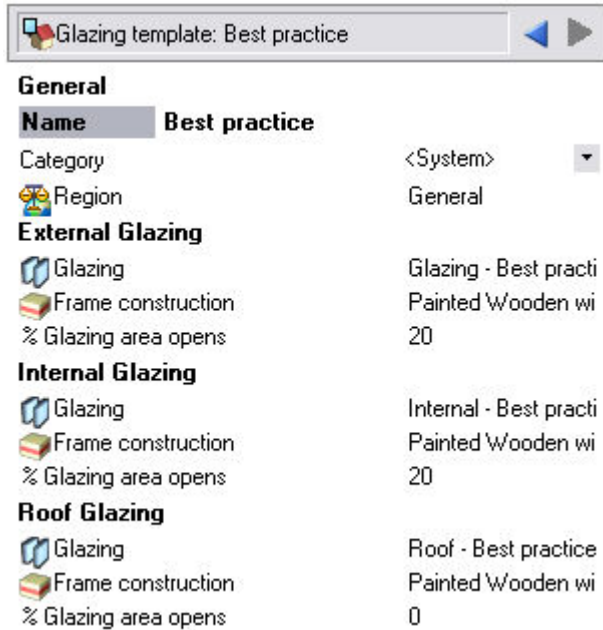 Glazing template: Best practice
General
Name Best practice
Category <System>
Region General
External Glazing
Glazing Glazing - Best practi
Frame construction Painted Wooden wi
% Glazing area opens 20
Internal Glazing
Glazing Internal - Best practi
Frame construction Painted Wooden wi
% Glazing area opens 20
Roof Glazing
Glazing Roof - Best practice
Frame construction Painted Wooden wi
% Glazing area opens 0